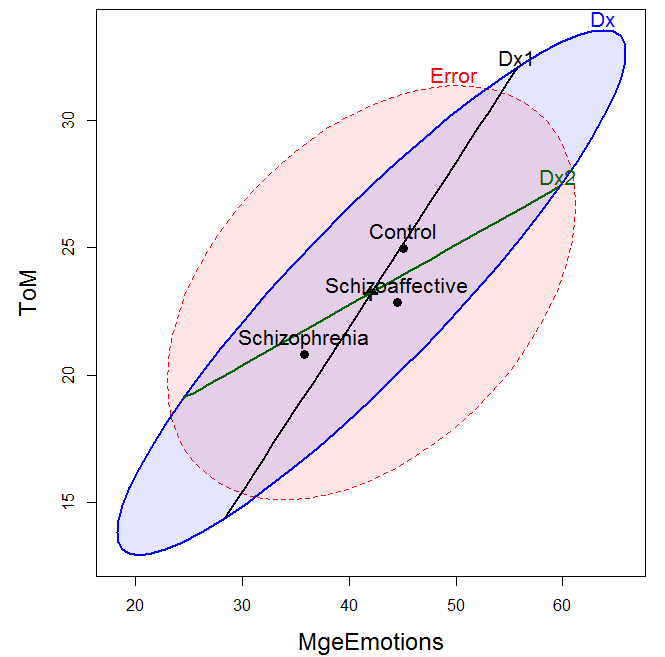 Dx
Dx1
Error
Dx2
Control
Schizoaffective
Schizophrenia
ToM
30
25
20
15
20
30
40
50
60
MgeEmotions